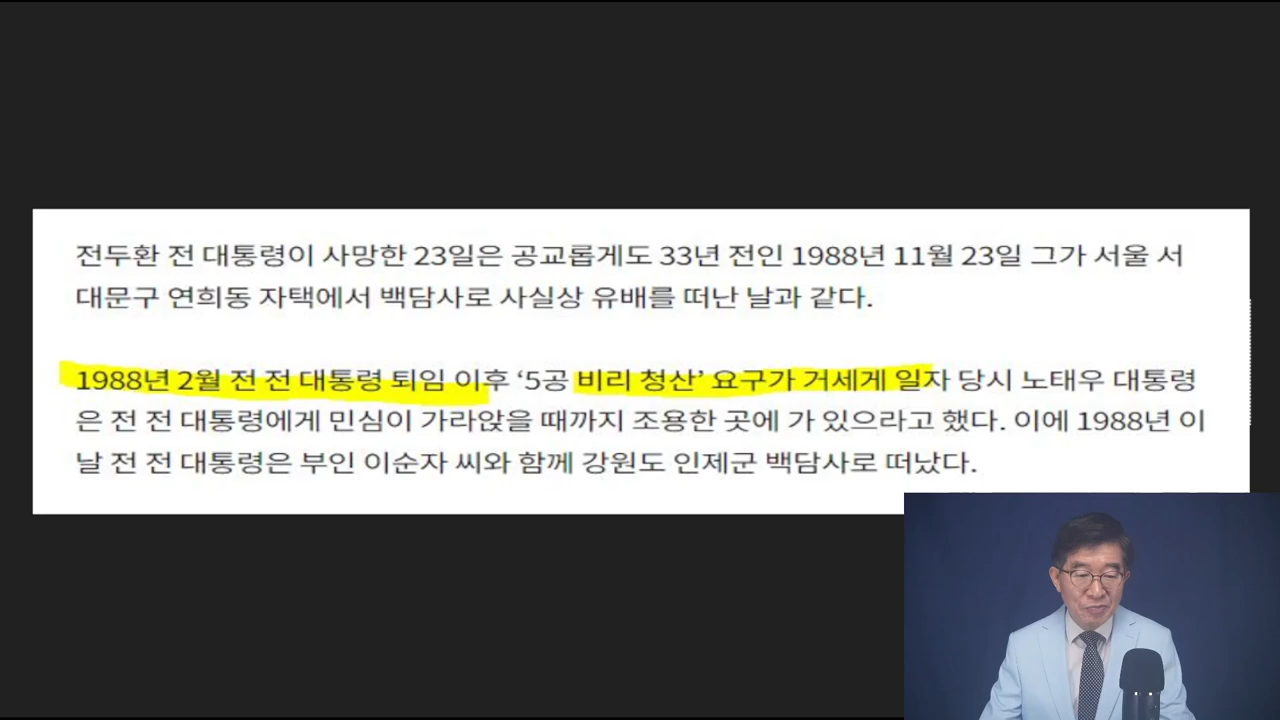 전두환 전 대통령이 사망한 23일은 공교롭게도 33년 전인 1988년 11월 23일 그가 서울 서
대문구 연희동 자택에서 백담사로 사실상 유배를 떠난 날과 같다.
1988년 2월 전 전 대통령 퇴임 이후 ‘5공 비리 청산’ 요구가 거세게 일자 당시 노태우 대통령
은 전 전 대통령에게 민심이 가라앉을 때까지 조용한 곳에 가 있으라고 했다. 이에 1988년 이
날 전 전 대통령은 부인 이순자 씨와 함께 강원도 인제군 백담사로 떠났다.